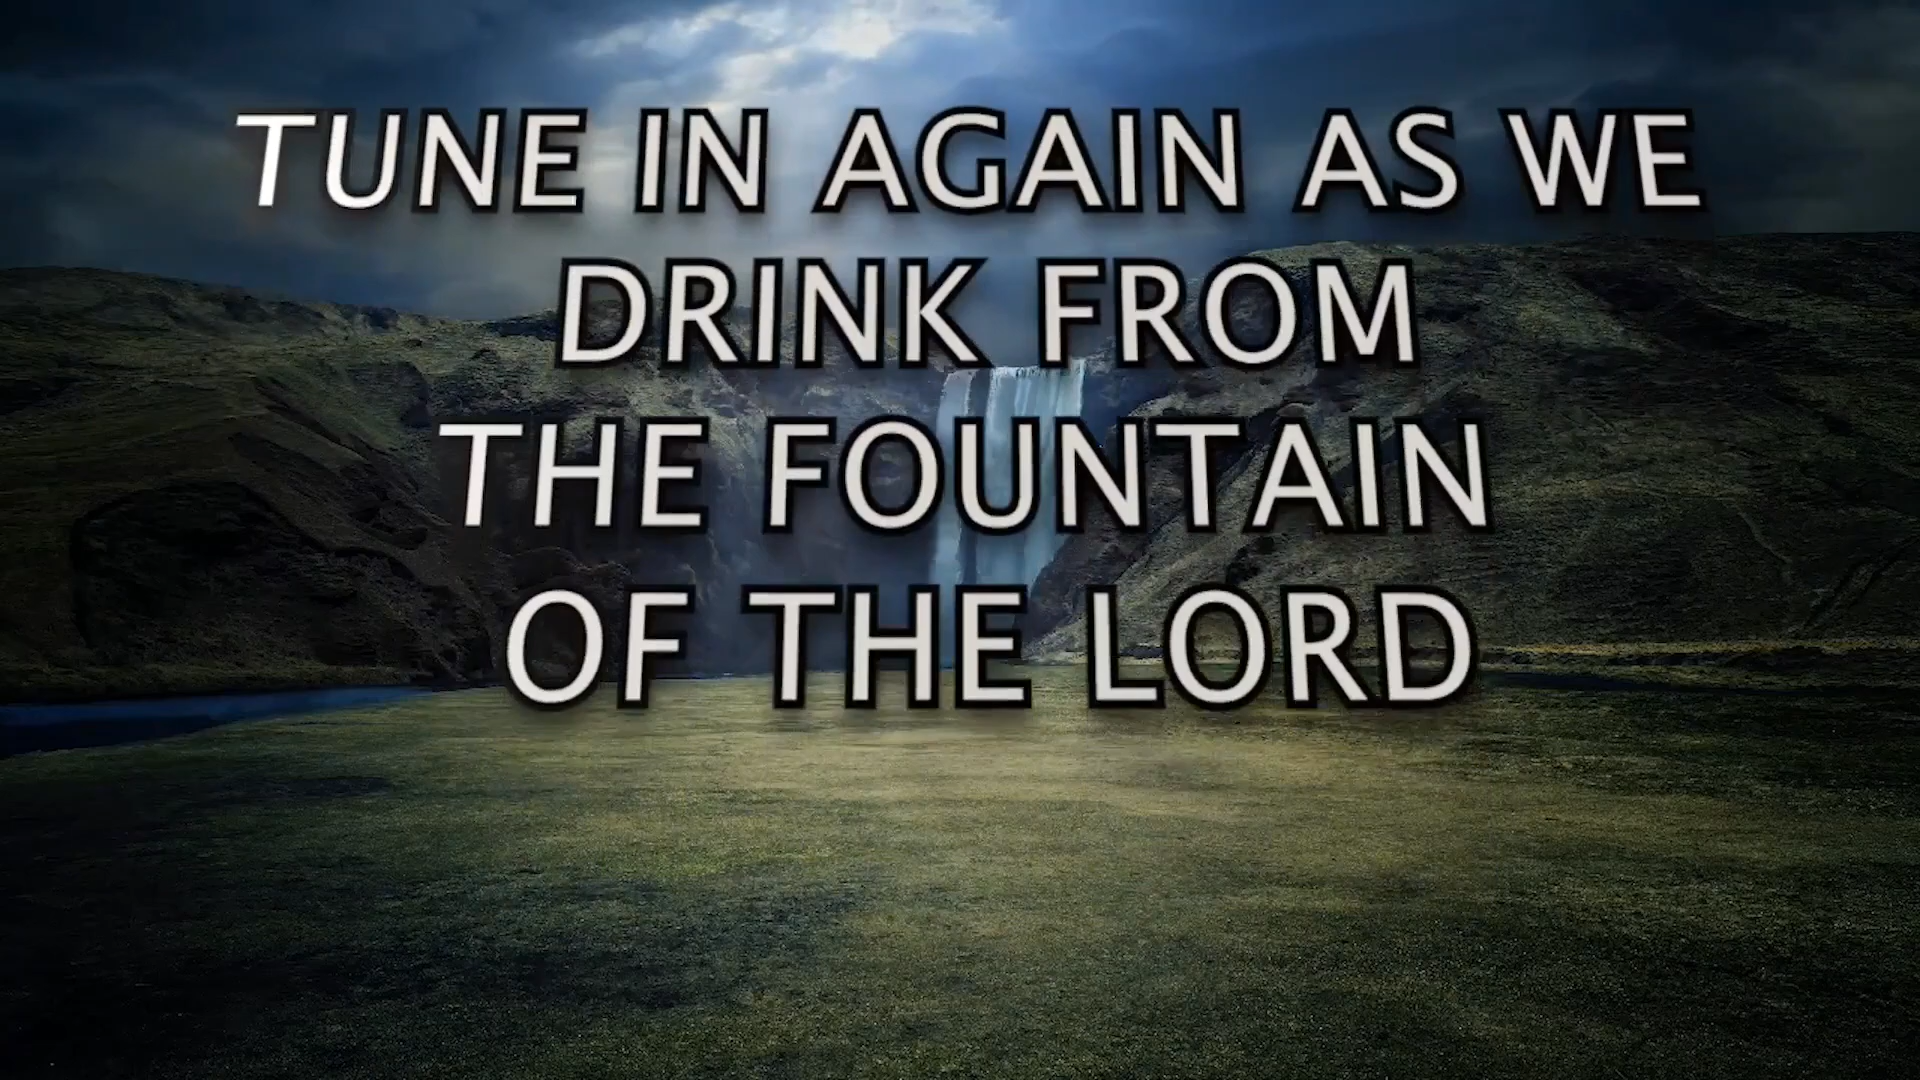 TUNE IN AGAIN AS WE
DRINK FROM
THE FOUNTAIN
OF THE LORD